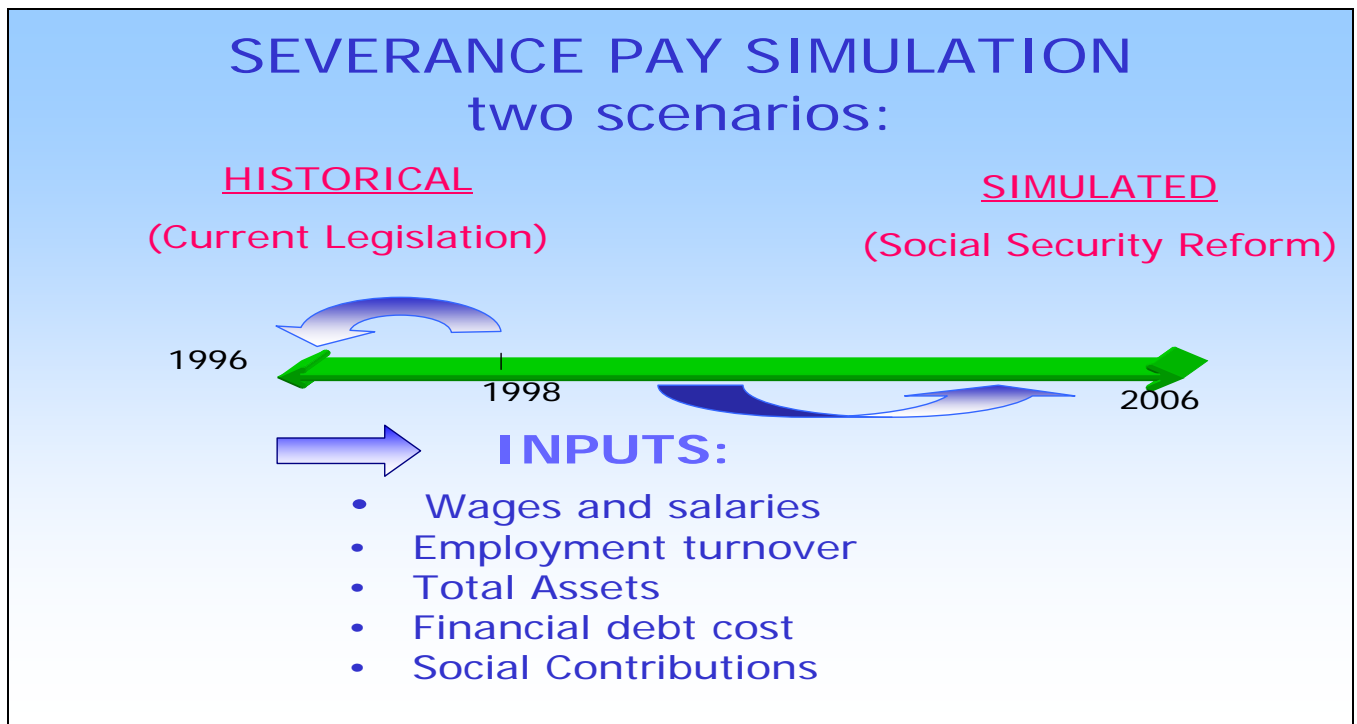 SEVERANCE PAY SIMULATION
two scenarios:
HISTORICAL
(Current Legislation)
SIMULATED
(Social Security Reform)
1996
1998
2006
INPUTS:
• Wages and salaries
• Employment turnover
• Total Assets
• Financial debt cost
• Social Contributions